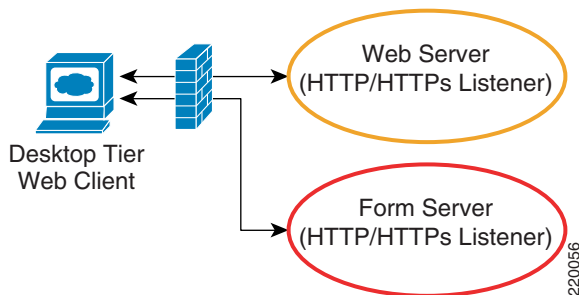 Web Server
(HTTP/HTTPs Listener)
Desktop Tier
Web Client
Form Server
(HTTP/HTTPs Listener)
220056